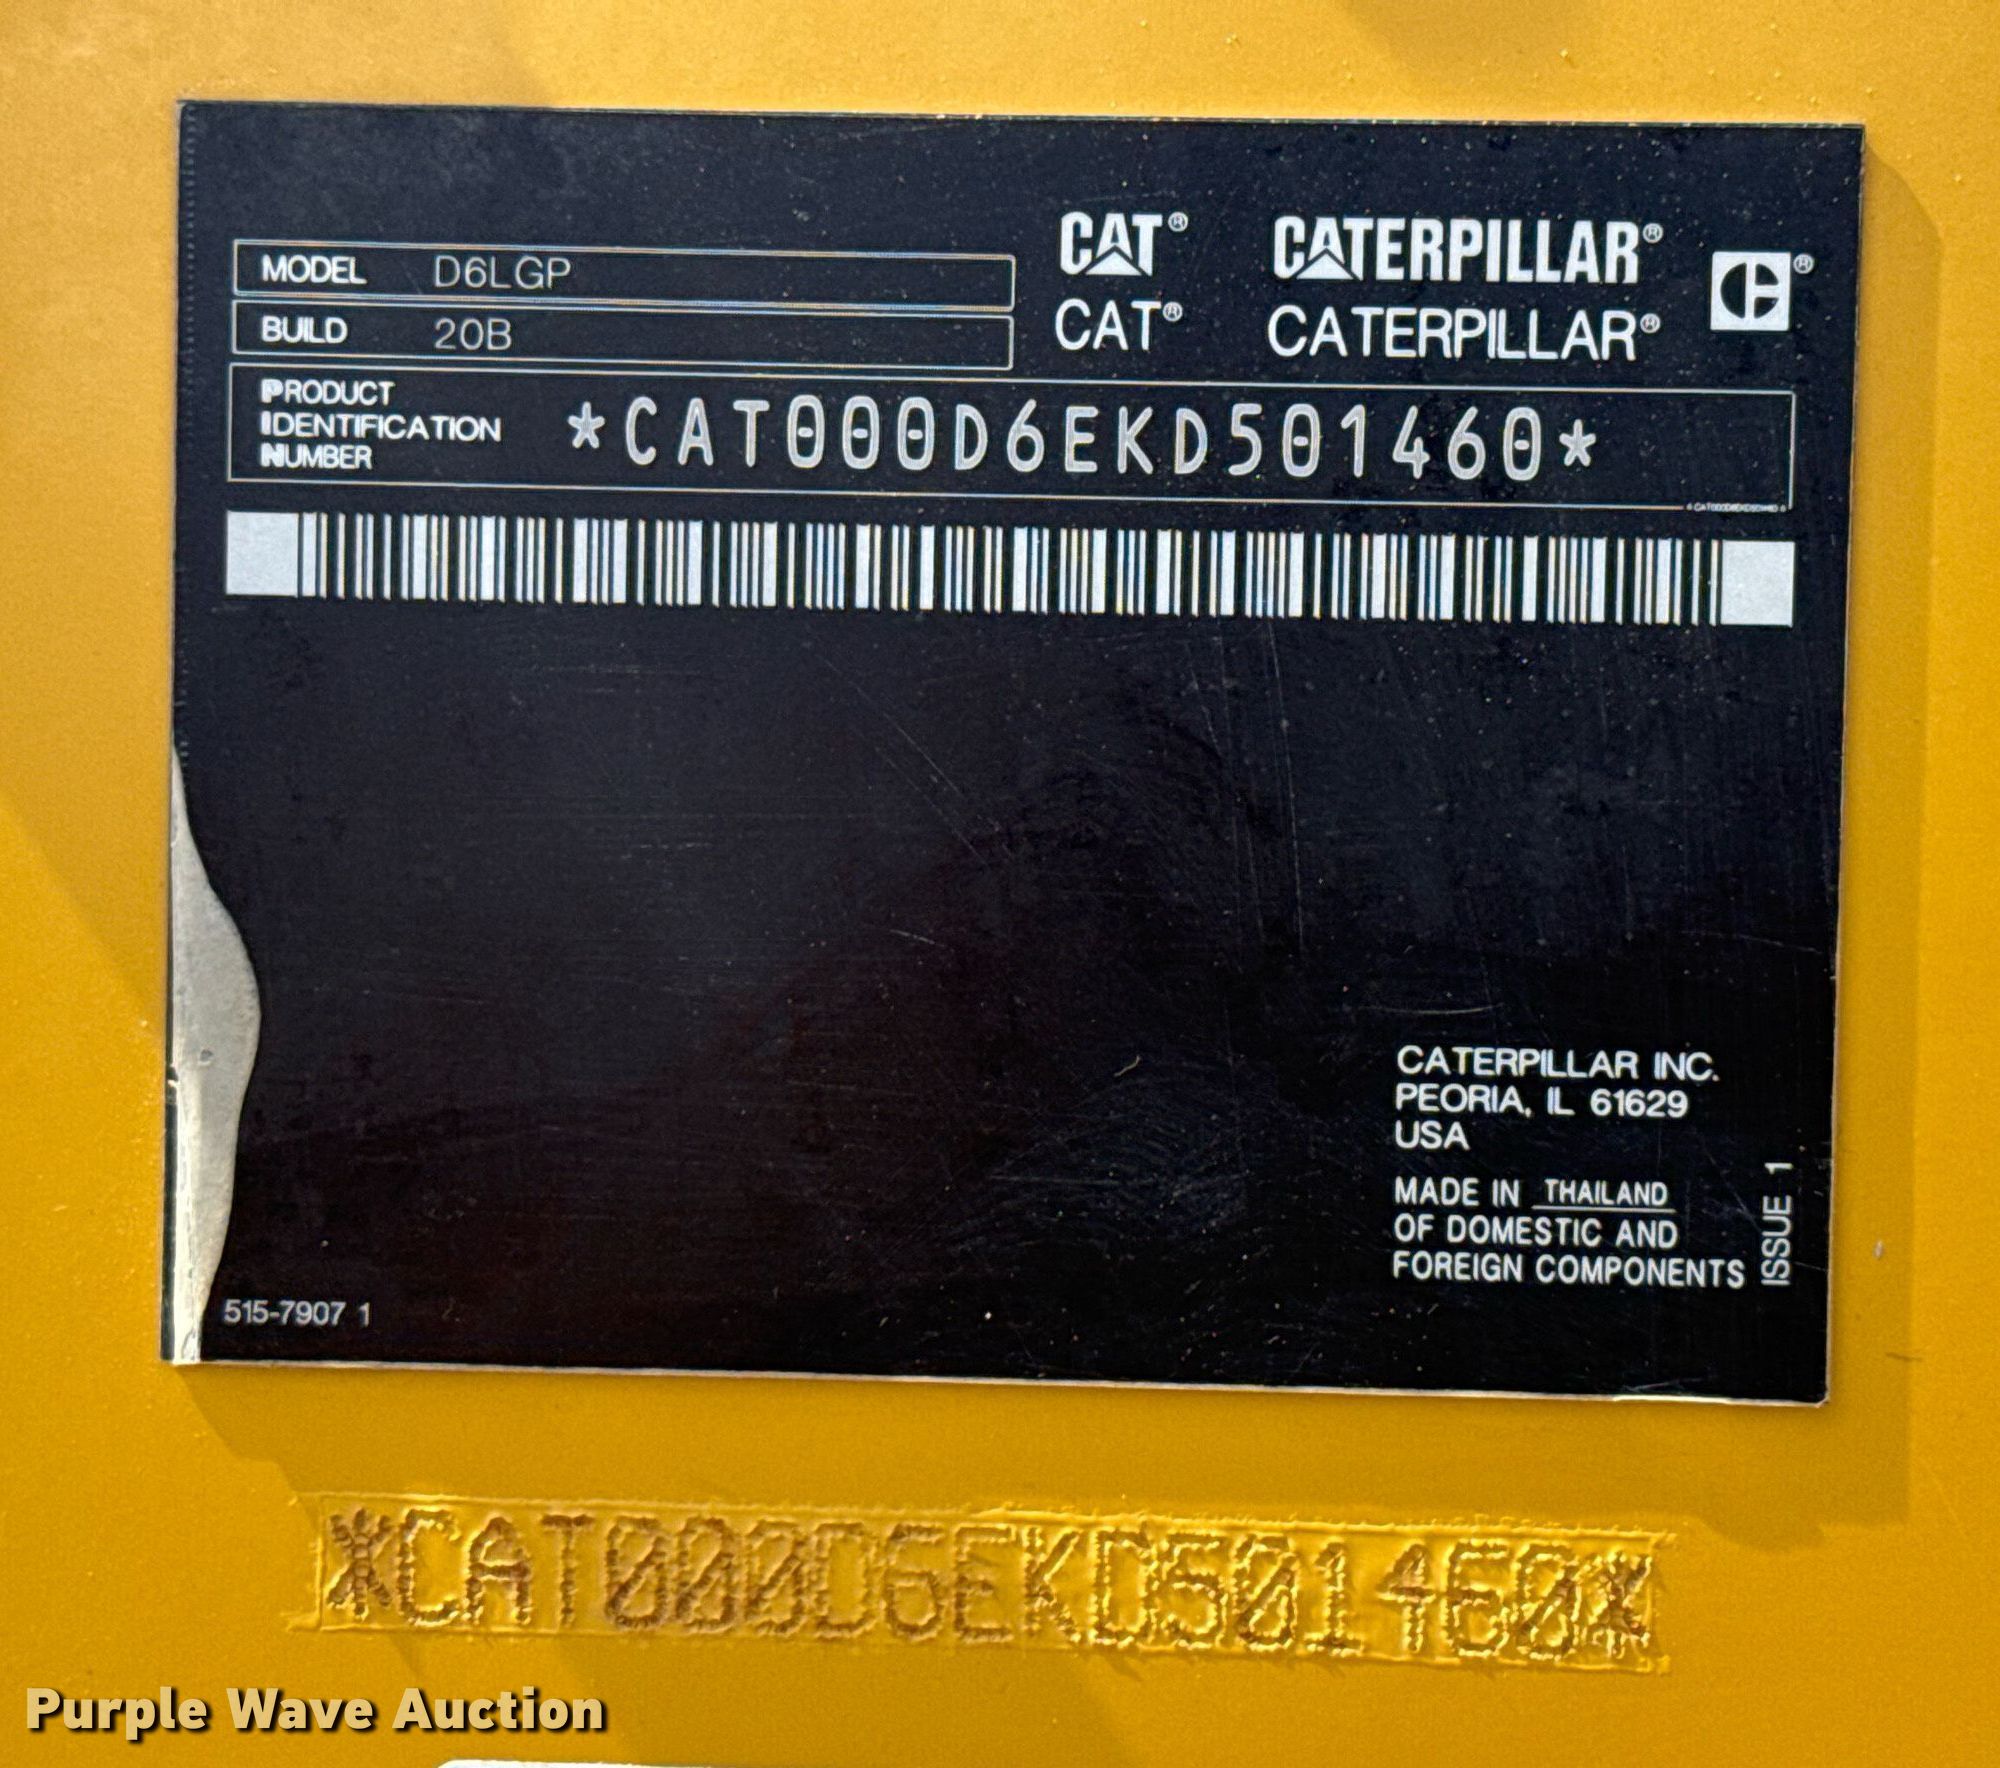 MODEL D6LGP
BUILD 20B
CAT® CATERPILLAR®
CAT® CATERPILLAR®
PRODUCT
IDENTIFICATION
NUMBER
*CAT000D6EKD501460*
CATERPILLAR INC.
PEORIA, IL 61629
USA
MADE IN THAILAND
OF DOMESTIC AND
FOREIGN COMPONENTS
ISSUE 1
515-7907 1
*CAT000D6EKD501460*
Purple Wave Auction